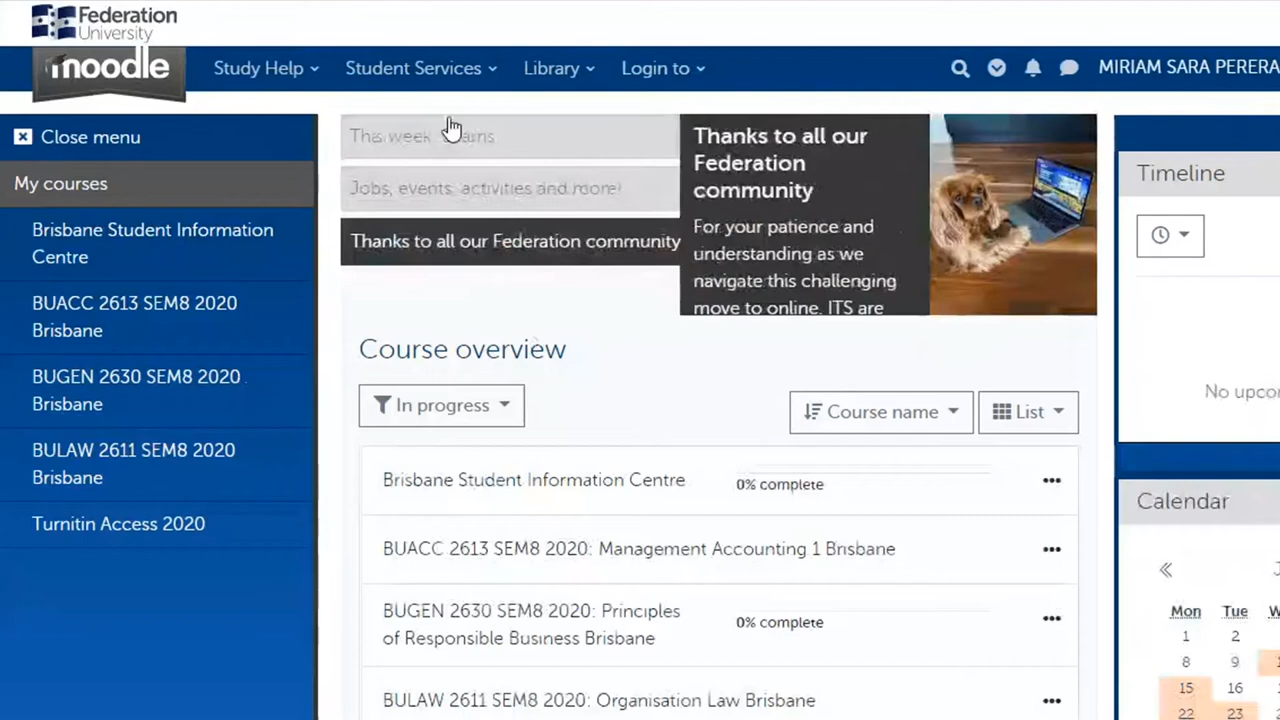 Federation
University
moodle
Study Help
Student Services
Library
Login to
MIRIAM SARA PERERA
Close menu
My courses
Brisbane Student Information
Centre
BUACC 2613 SEM8 2020
Brisbane
BUGEN 2630 SEM8 2020
Brisbane
BULAW 2611 SEM8 2020
Brisbane
Turnitin Access 2020
This week
Jobs, events, activities and more!
Thanks to all our Federation community
Thanks to all our
Federation
community
For your patience and
understanding as we
navigate this challenging
move to online. ITS are
Course overview
In progress
Course name
List
Brisbane Student Information Centre
0% complete
BUACC 2613 SEM8 2020: Management Accounting 1 Brisbane
BUGEN 2630 SEM8 2020: Principles
of Responsible Business Brisbane
0% complete
BULAW 2611 SEM8 2020: Organisation Law Brisbane
Timeline
No upco
Calendar
Mon Tue
1 2
8 9
15 16
22 23